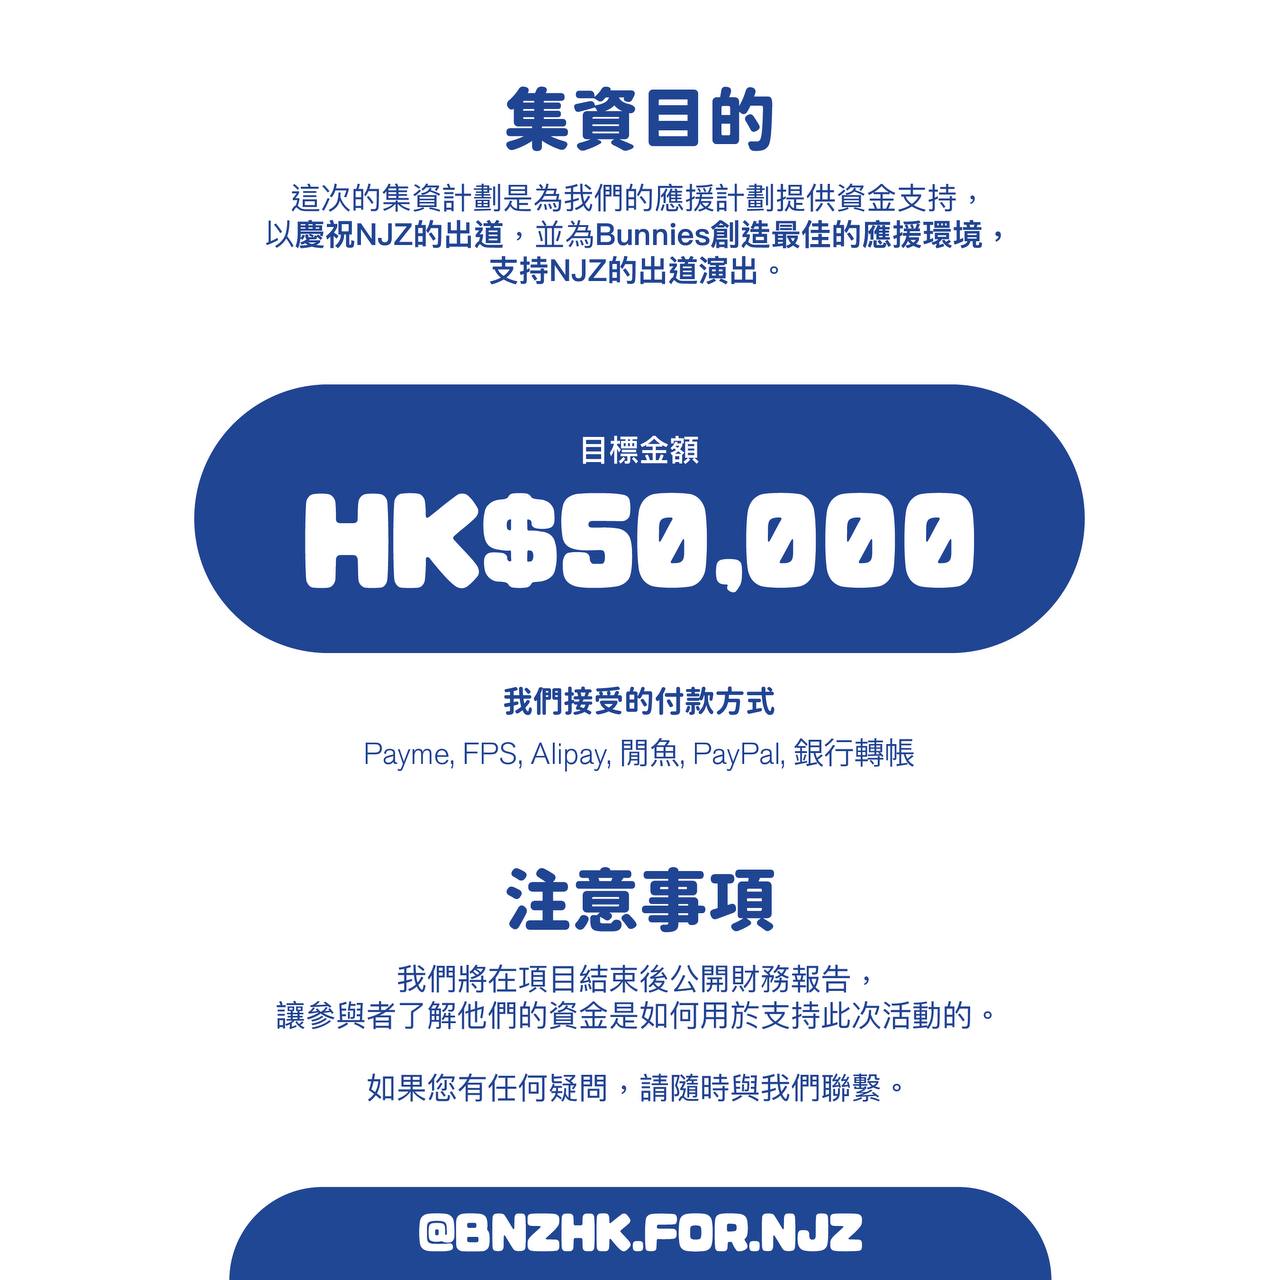 集資目的
這次的集資計劃是為我們的應援計劃提供資金支持，
以慶祝NJZ的出道，並為Bunnies創造最佳的應援環境，
支持NJZ的出道演出。
目標金額
HK$50,000
我們接受的付款方式
Payme, FPS, Alipay, 閒魚, PayPal, 銀行轉帳
注意事項
我們將在項目結束後公開財務報告，
讓參與者了解他們的資金是如何用於支持此次活動的。
如果您有任何疑問，請隨時與我們聯繫。
@BNZHK.FOR.NJZ